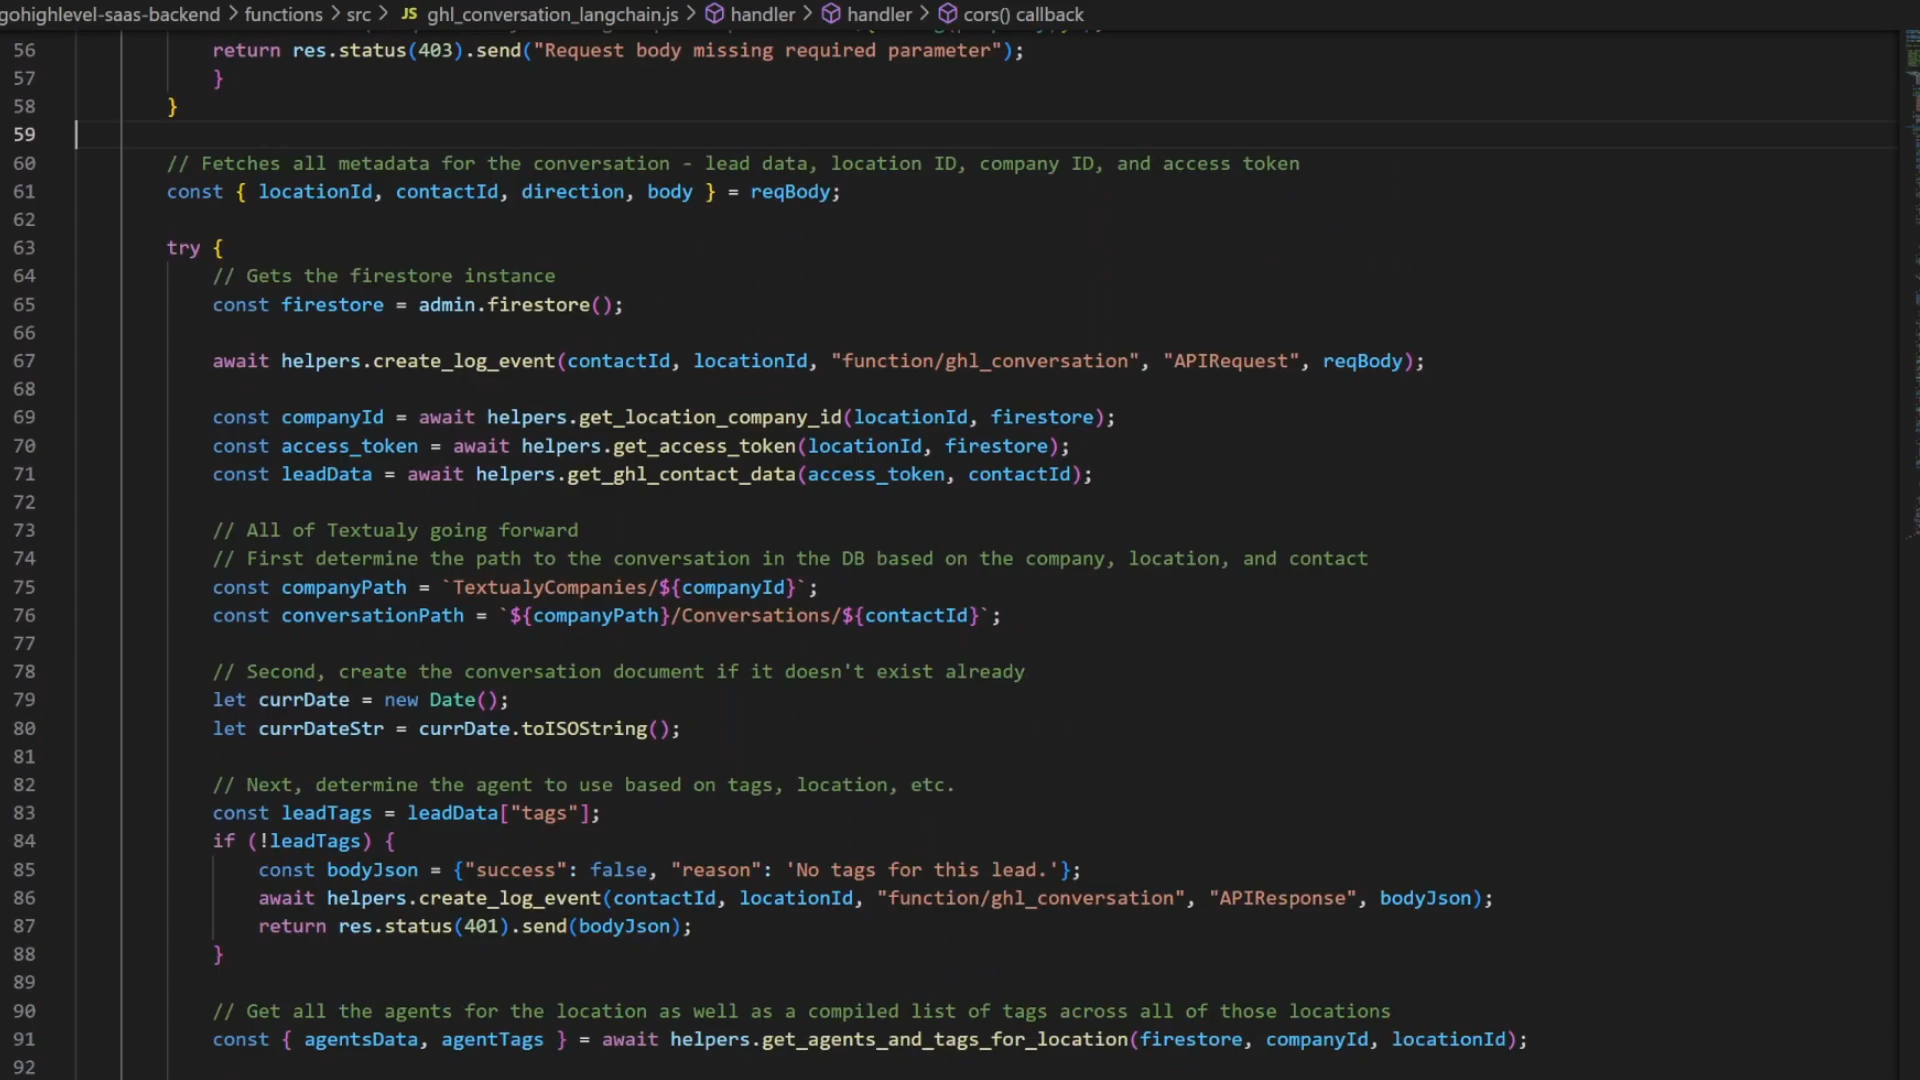 gohighlevel-saas-backend > functions > src > JS ghl_conversation_langchain.js > handler > handler > cors() callback
56 return res.status(403).send("Request body missing required parameter");
57 }
58 }
59
60 // Fetches all metadata for the conversation - lead data, location ID, company ID, and access token
61 const { locationId, contactId, direction, body } = reqBody;
62
63 try {
64 // Gets the firestore instance
65 const firestore = admin.firestore();
66
67 await helpers.create_log_event(contactId, locationId, "function/ghl_conversation", "APIRequest", reqBody);
68
69 const companyId = await helpers.get_location_company_id(locationId, firestore);
70 const access_token = await helpers.get_access_token(locationId, firestore);
71 const leadData = await helpers.get_ghl_contact_data(access_token, contactId);
72
73 // All of Textualy going forward
74 // First determine the path to the conversation in the DB based on the company, location, and contact
75 const companyPath = `TextualyCompanies/${companyId}`;
76 const conversationPath = `${companyPath}/Conversations/${contactId}`;
77
78 // Second, create the conversation document if it doesn't exist already
79 let currDate = new Date();
80 let currDateStr = currDate.toISOString();
81
82 // Next, determine the agent to use based on tags, location, etc.
83 const leadTags = leadData["tags"];
84 if (!leadTags) {
85 const bodyJson = {"success": false, "reason": 'No tags for this lead.'};
86 await helpers.create_log_event(contactId, locationId, "function/ghl_conversation", "APIResponse", bodyJson);
87 return res.status(401).send(bodyJson);
88 }
89
90 // Get all the agents for the location as well as a compiled list of tags across all of those locations
91 const { agentsData, agentTags } = await helpers.get_agents_and_tags_for_location(firestore, companyId, locationId);
92